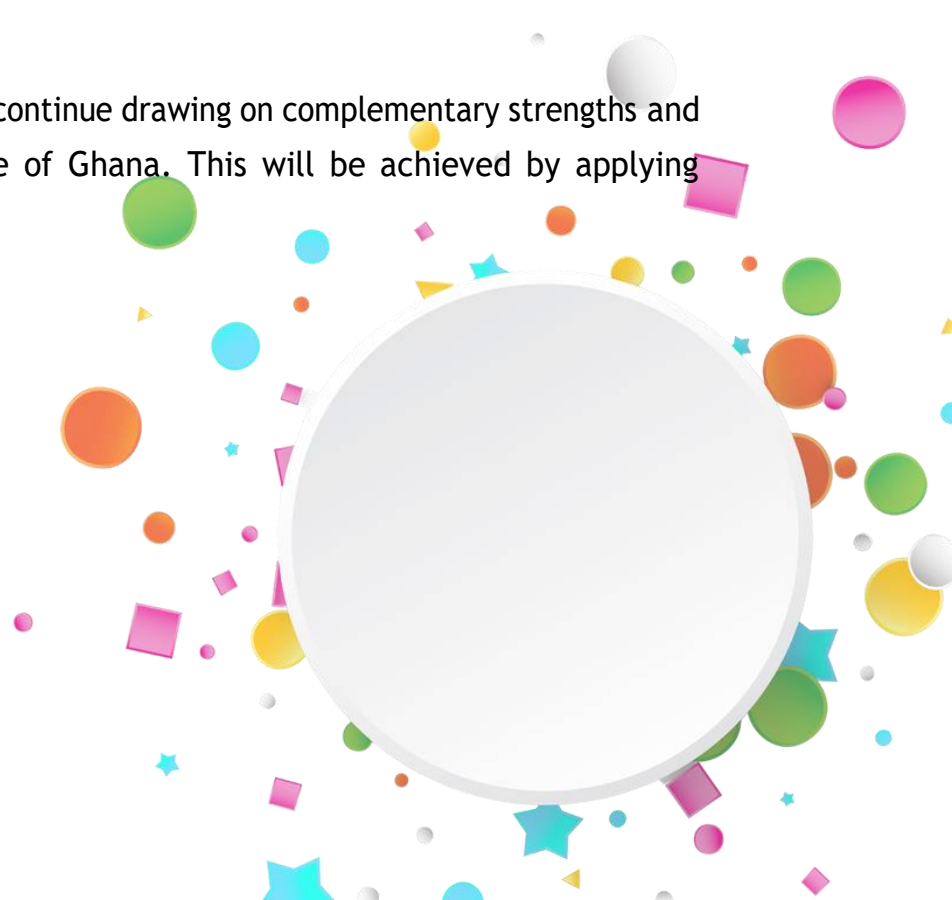 continue drawing on complementary strengths and
of Ghana. This will be achieved by applying